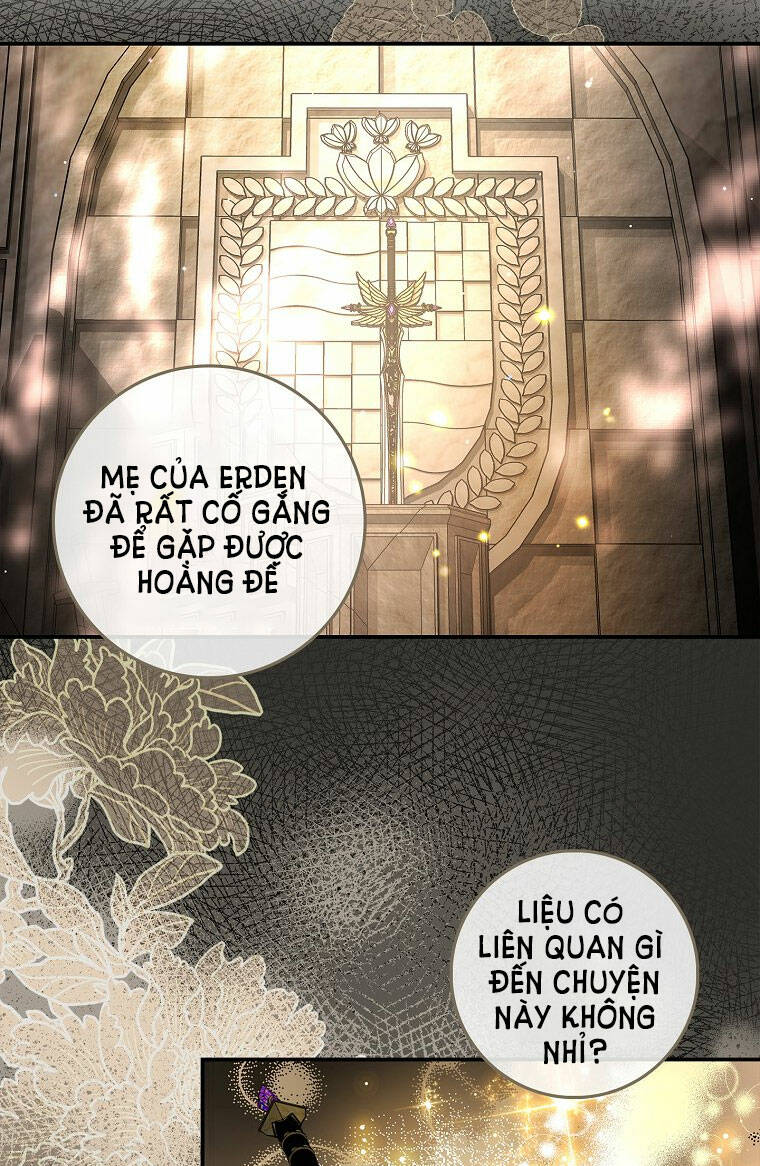 MẸ CỦA ERDEN
ĐÃ RẤT CỐ GẮNG
ĐỂ GẶP ĐƯỢC
HOÀNG ĐẾ
LIỆU CÓ
LIÊN QUAN GÌ
ĐẾN CHUYỆN
NÀY KHÔNG
NHỈ?